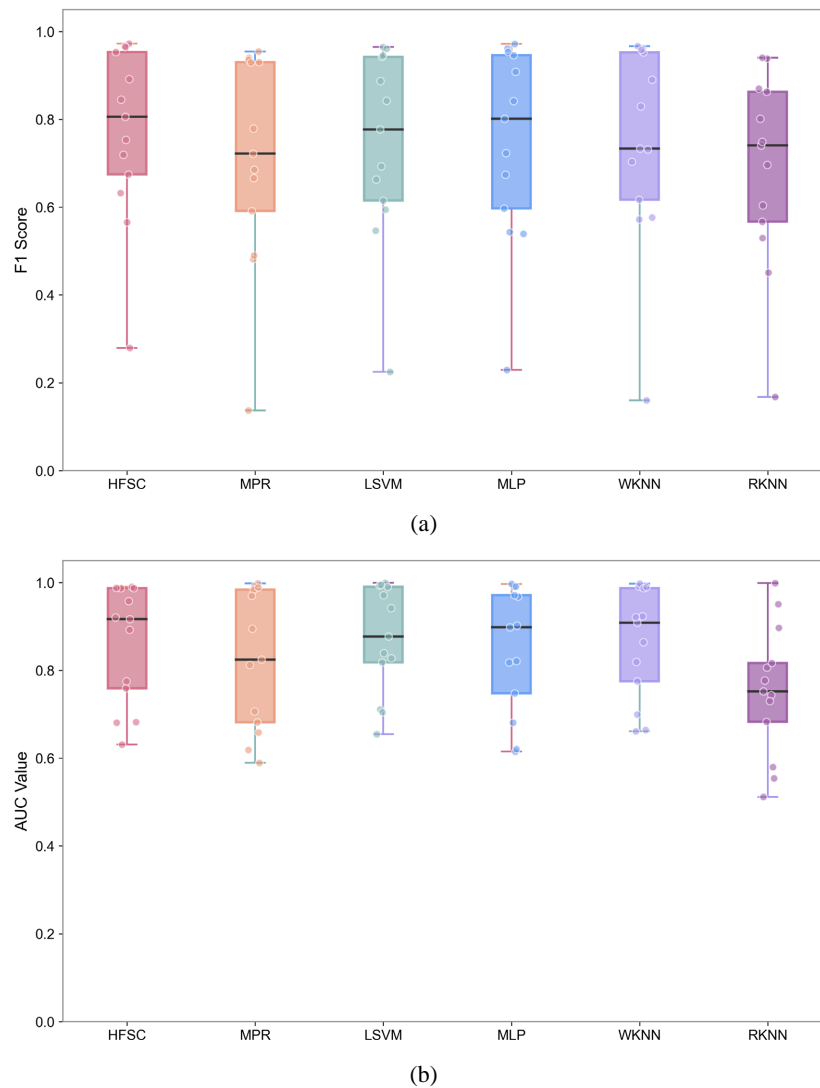 1.0
0.8
0.6
0.4
0.2
0.0
F1 Score
HFSC MPR LSVM MLP WKNN RKNN
(a)
1.0
0.8
0.6
0.4
0.2
0.0
AUC Value
HFSC MPR LSVM MLP WKNN RKNN
(b)